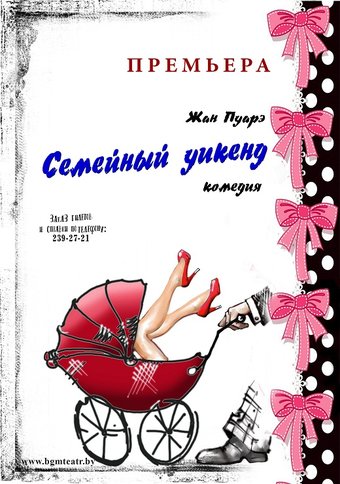 ПРЕМЬЕРА
Жан Пуарэ
Семейный уикенд
комедия
Заказ билетов
и справки по телефону:
239-27-21
www.bgmteatr.by